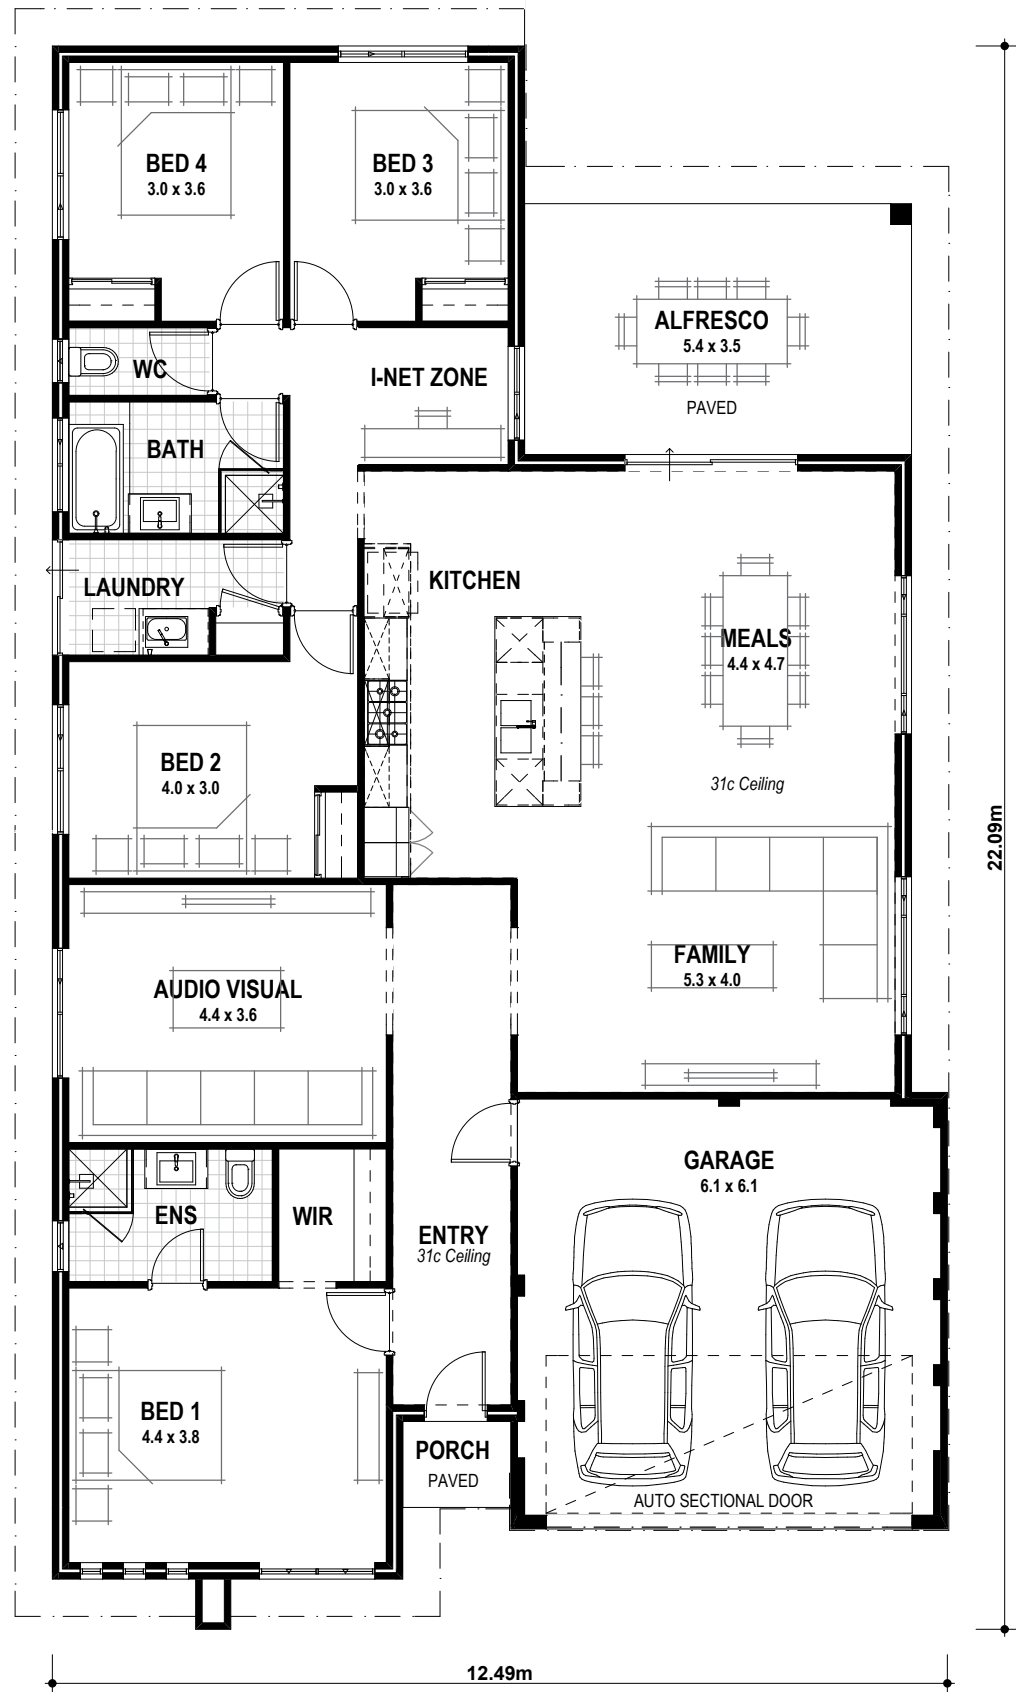 BED 4
3.0 x 3.6
BED 3
3.0 x 3.6
ALFRESCO
5.4 x 3.5
PAVED
WC
I-NET ZONE
BATH
LAUNDRY
KITCHEN
MEALS
4.4 x 4.7
BED 2
4.0 x 3.0
31c Ceiling
22.09m
FAMILY
5.3 x 4.0
AUDIO VISUAL
4.4 x 3.6
GARAGE
6.1 x 6.1
ENS
WIR
ENTRY
31c Ceiling
BED 1
4.4 x 3.8
PORCH
PAVED
AUTO SECTIONAL DOOR
12.49m